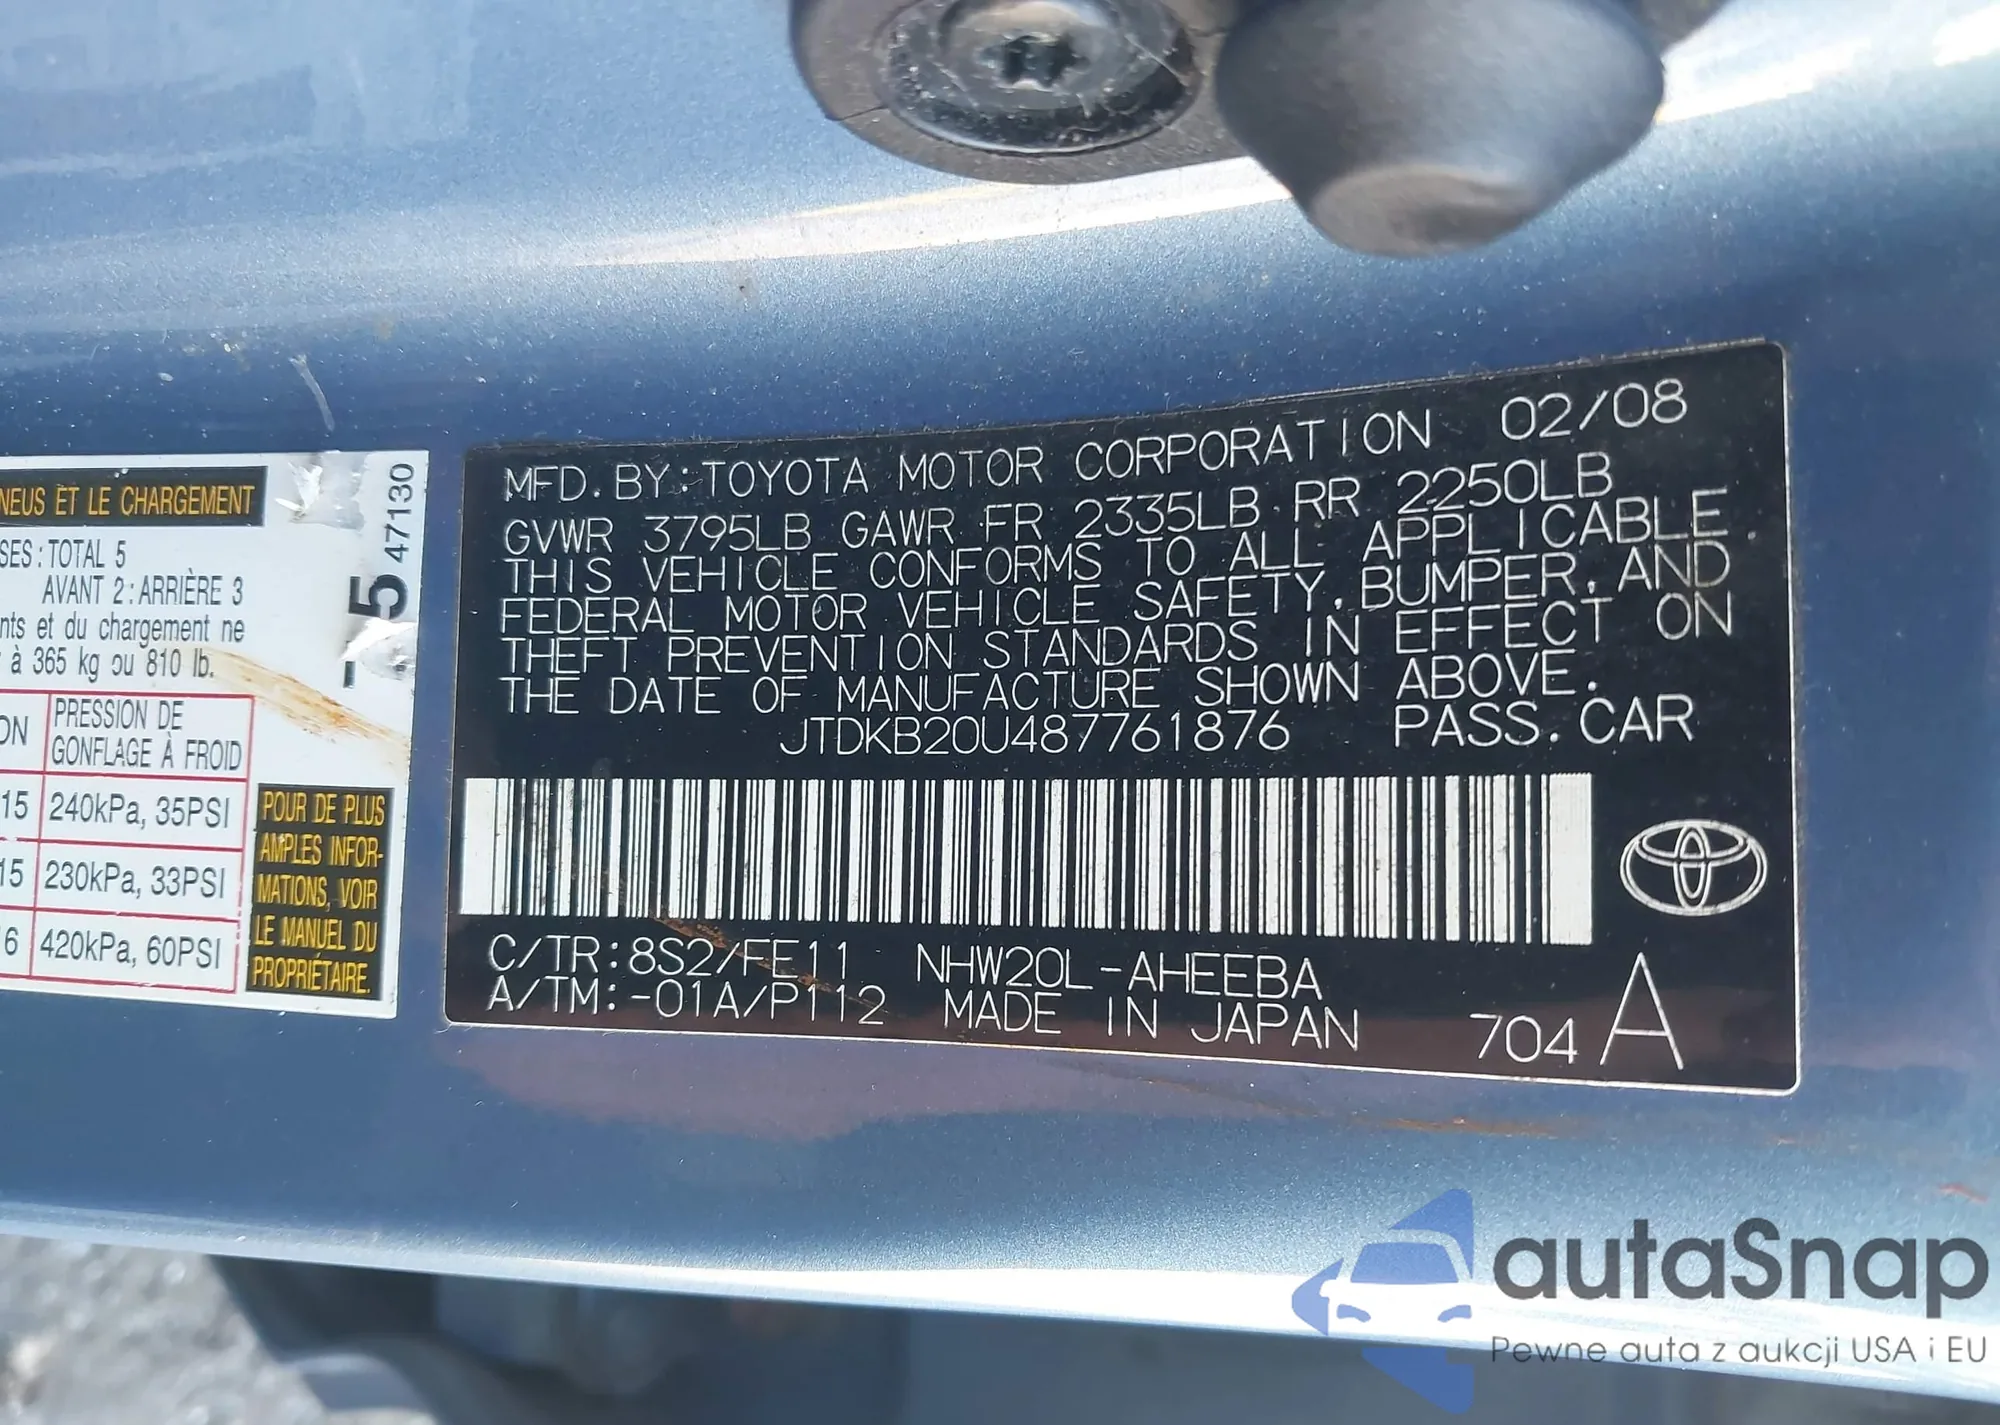 NEUS ET LE CHARGEMENT
SES: TOTAL 5
AVANT 2: ARRIÈRE 3
nts et du chargement ne
à 365 kg ou 810 lb.
ON
PRESSION DE
GONFLAGE À FROID
15 240kPa, 35PSI
15 230kPa, 33PSI
6 420kPa, 60PSI
POUR DE PLUS
AMPLES INFOR-
MATIONS, VOIR
LE MANUEL DU
PROPRIÉTAIRE.
5 47130
MFD. BY: TOYOTA MOTOR CORPORATION 02/08
GVWR 3795LB GAWR FR 2335LB RR 2250LB
THIS VEHICLE CONFORMS TO ALL APPLICABLE
FEDERAL MOTOR VEHICLE SAFETY, BUMPER, AND
THEFT PREVENTION STANDARDS IN EFFECT ON
THE DATE OF MANUFACTURE SHOWN ABOVE.
JTDKB20U487761876 PASS. CAR
C/TR: 8S2/FE11 NHW20L-AHEEBA
A/TM: -01A/P112 MADE IN JAPAN 704 A
autaSnap
Pewne auta z aukcji USA i EU